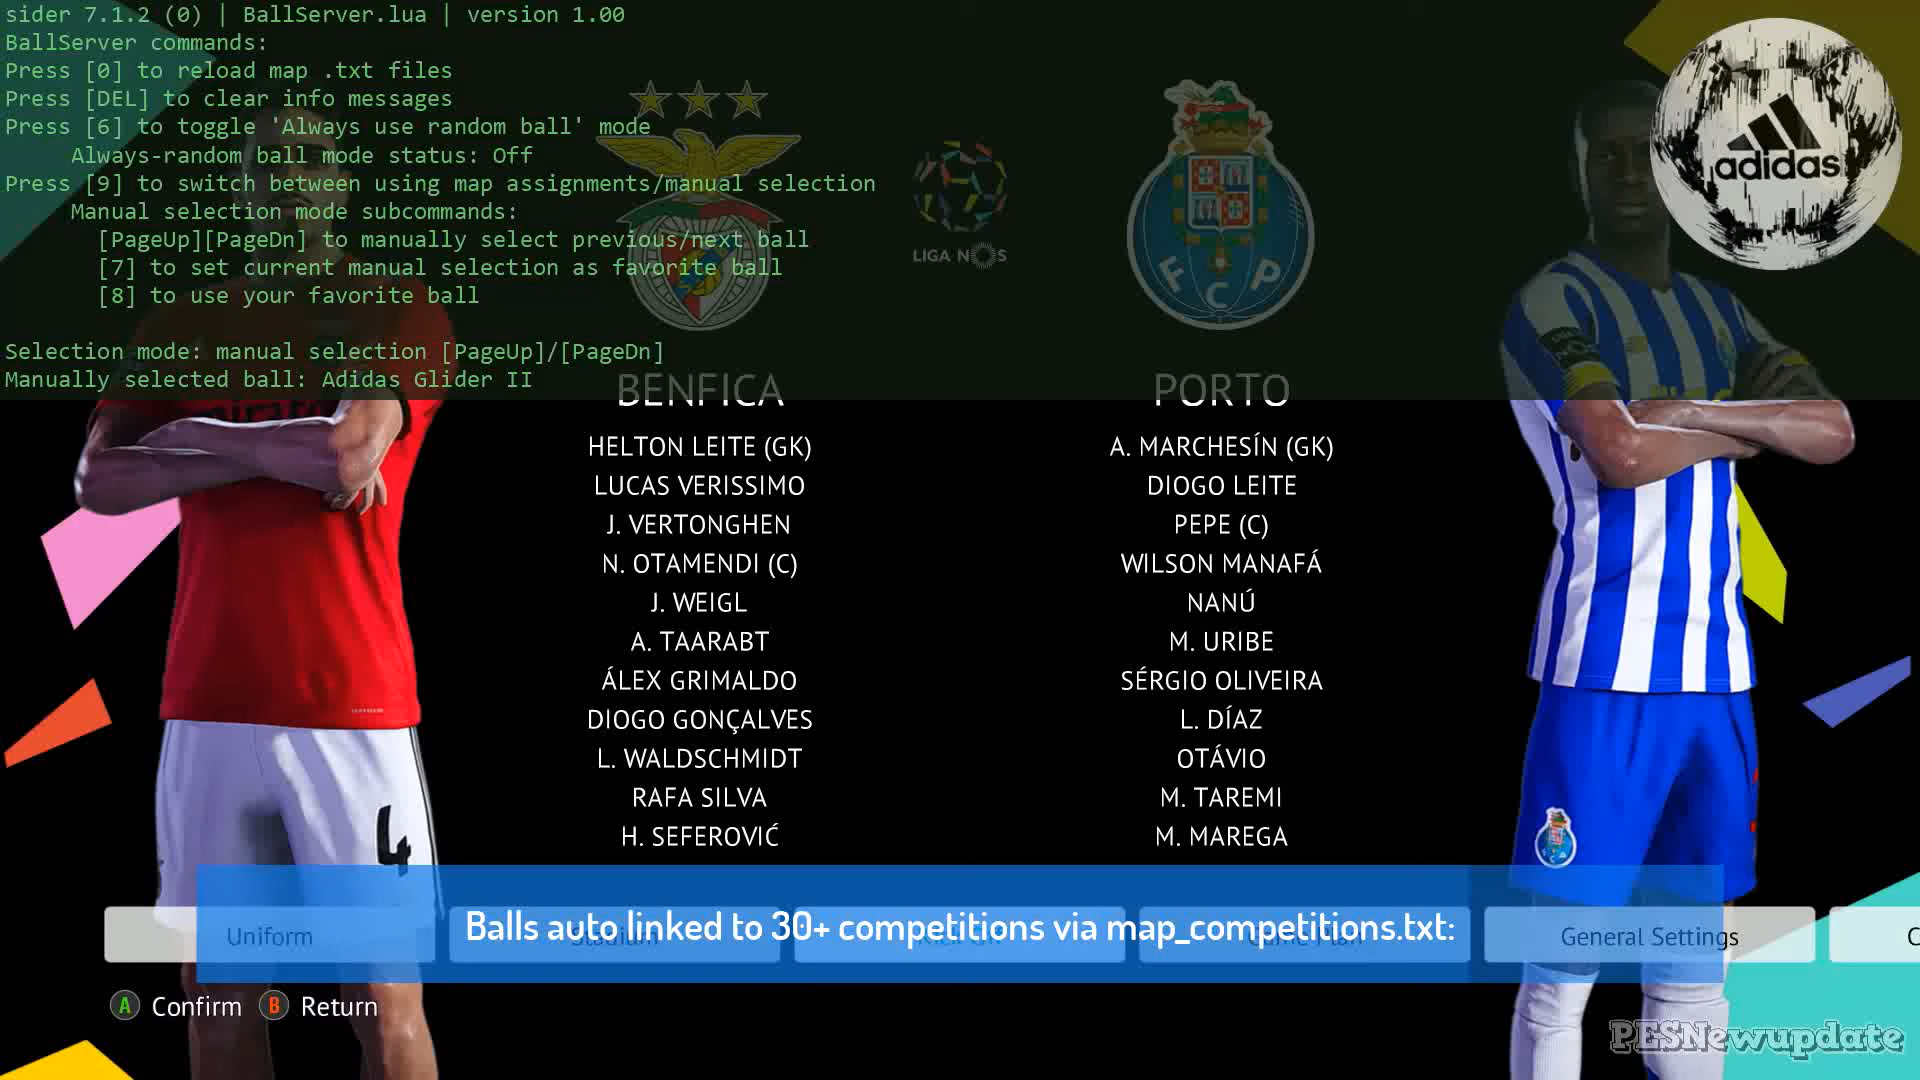 sider 7.1.2 (0) | BallServer.lua | version 1.00
BallServer commands:
Press [0] to reload map .txt files
Press [DEL] to clear info messages
Press [6] to toggle 'Always use random ball' mode
Always-random ball mode status: Off
Press [9] to switch between using map assignments/manual selection
Manual selection mode subcommands:
[PageUp][PageDn] to manually select previous/next ball
[7] to set current manual selection as favorite ball
[8] to use your favorite ball
Selection mode: manual selection [PageUp]/[PageDn]
Manually selected ball: Adidas Glider II
adidas
LIGA NOS
F C P
BENFICA
HELTON LEITE (GK)
LUCAS VERISSIMO
J. VERTONGHEN
N. OTAMENDI (C)
J. WEIGL
A. TAARABT
ÁLEX GRIMALDO
DIOGO GONÇALVES
L. WALDSCHMIDT
RAFA SILVA
H. SEFEROVIĆ
PORTO
A. MARCHESÍN (GK)
DIOGO LEITE
PEPE (C)
WILSON MANAFÁ
NANÚ
M. URIBE
SÉRGIO OLIVEIRA
L. DÍAZ
OTÁVIO
M. TAREMI
M. MAREGA
4
Balls auto linked to 30+ competitions via map_competitions.txt:
Uniform
Stadium
Game Plan
General Settings
A Confirm B Return
PESNewupdate